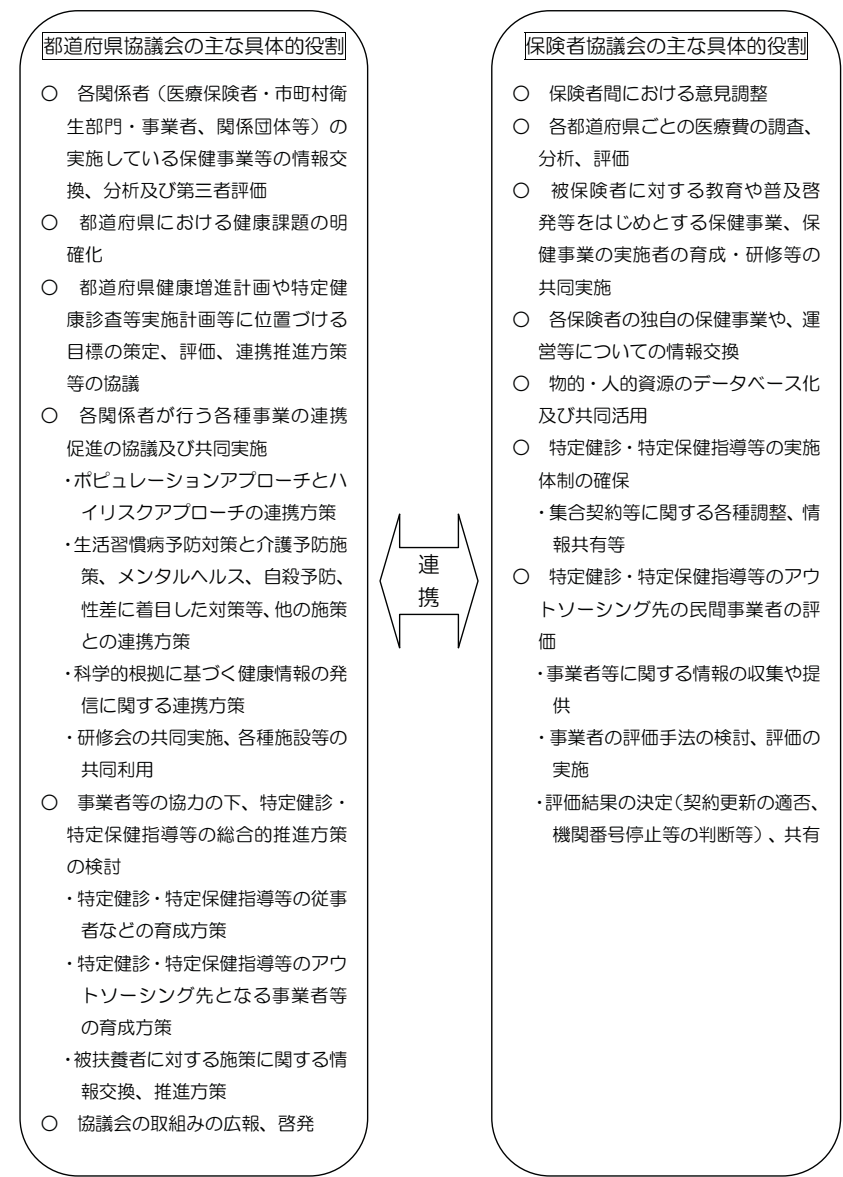 都道府県協議会の主な具体的役割
○　各関係者（医療保険者・市町村衛
生部門・事業者、関係団体等）の
実施している保健事業等の情報交
換、分析及び第三者評価
○　都道府県における健康課題の明
確化
○　都道府県健康増進計画や特定健
康診査等実施計画等に位置づける
目標の策定、評価、連携推進方策
等の協議
○　各関係者が行う各種事業の連携
促進の協議及び共同実施
・ポピュレーションアプローチとハ
イリスクアプローチの連携方策
・生活習慣病予防対策と介護予防施
策、メンタルヘルス、自殺予防、
性差に着目した対策等、他の施策
との連携方策
・科学的根拠に基づく健康情報の発
信に関する連携方策
・研修会の共同実施、各種施設等の
共同利用
○　事業者等の協力の下、特定健診・
特定保健指導等の総合的推進方策
の検討
・特定健診・特定保健指導等の従事
者などの育成方策
・特定健診・特定保健指導等のアウ
トソーシング先となる事業者等
の育成方策
・被扶養者に対する施策に関する情
報交換、推進方策
○　協議会の取組みの広報、啓発
連
携
保険者協議会の主な具体的役割
○　保険者間における意見調整
○　各都道府県ごとの医療費の調査、
分析、評価
○　被保険者に対する教育や普及啓
発等をはじめとする保健事業、保
健事業の実施者の育成・研修等の
共同実施
○　各保険者の独自の保健事業や、運
営等についての情報交換
○　物的・人的資源のデータベース化
及び共同活用
○　特定健診・特定保健指導等の実施
体制の確保
・集合契約等に関する各種調整、情
報共有等
○　特定健診・特定保健指導等のアウ
トソーシング先の民間事業者の評
価
・事業者等に関する情報の収集や提
供
・事業者の評価手法の検討、評価の
実施
・評価結果の決定（契約更新の適否、
機関番号停止等の判断等）、共有